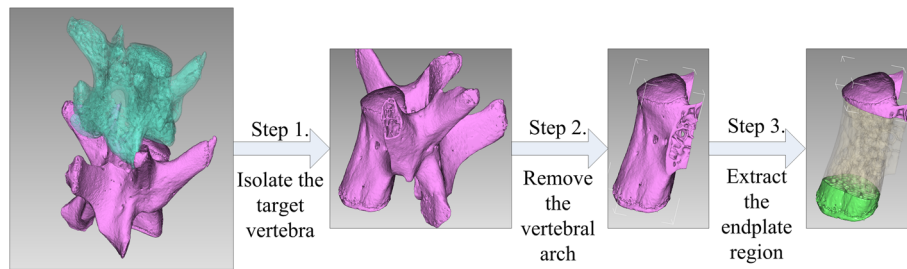 Step 1.
Isolate the
target
vertebra
Step 2.
Remove
the
vertebral
arch
Step 3.
Extract
the
endplate
region